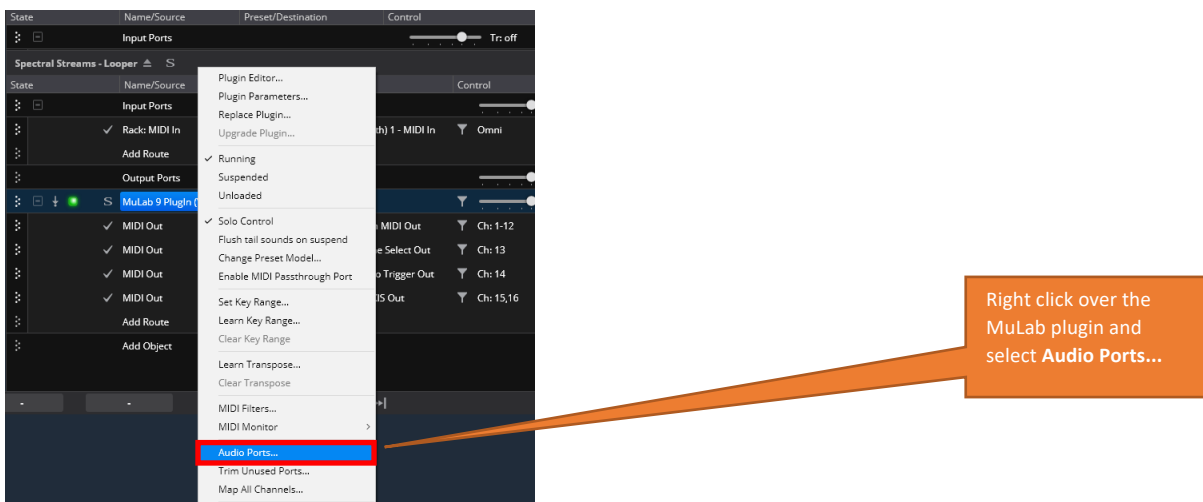 State Name/Source Preset/Destination Control
Input Ports Tr: off
Spectral Streams - Looper S
State Name/Source Control
Input Ports
Rack: MIDI In th) 1 - MIDI In Omni
Add Route
Output Ports
S MuLab 9 PlugIn (
MIDI Out MIDI Out Ch: 1-12
MIDI Out e Select Out Ch: 13
MIDI Out o Trigger Out Ch: 14
MIDI Out IS Out Ch: 15,16
Add Route
Add Object
- -
Plugin Editor...
Plugin Parameters...
Replace Plugin...
Upgrade Plugin...
Running
Suspended
Unloaded
Solo Control
Flush tail sounds on suspend
Change Preset Model...
Enable MIDI Passthrough Port
Set Key Range...
Learn Key Range...
Clear Key Range
Learn Transpose...
Clear Transpose
MIDI Filters...
MIDI Monitor >
Audio Ports...
Trim Unused Ports...
Map All Channels...
Right click over the
MuLab plugin and
select Audio Ports...